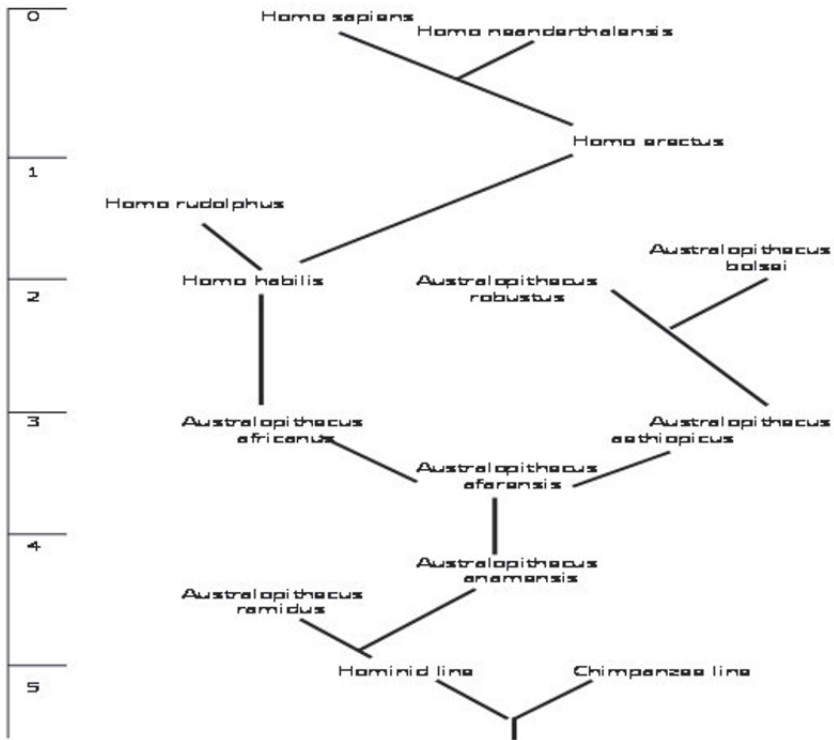 0
Homo sapiens
Homo neanderthalensis
Homo erectus
1
Homo rudolphus
Australopithecus
boisei
Homo habilis
Australopithecus
robustus
2
3
Australopithecus
africanus
Australopithecus
aethiopicus
Australopithecus
afarensis
4
Australopithecus
anamensis
Australopithecus
ramidus
Hominid line
Chimpanzee line
5